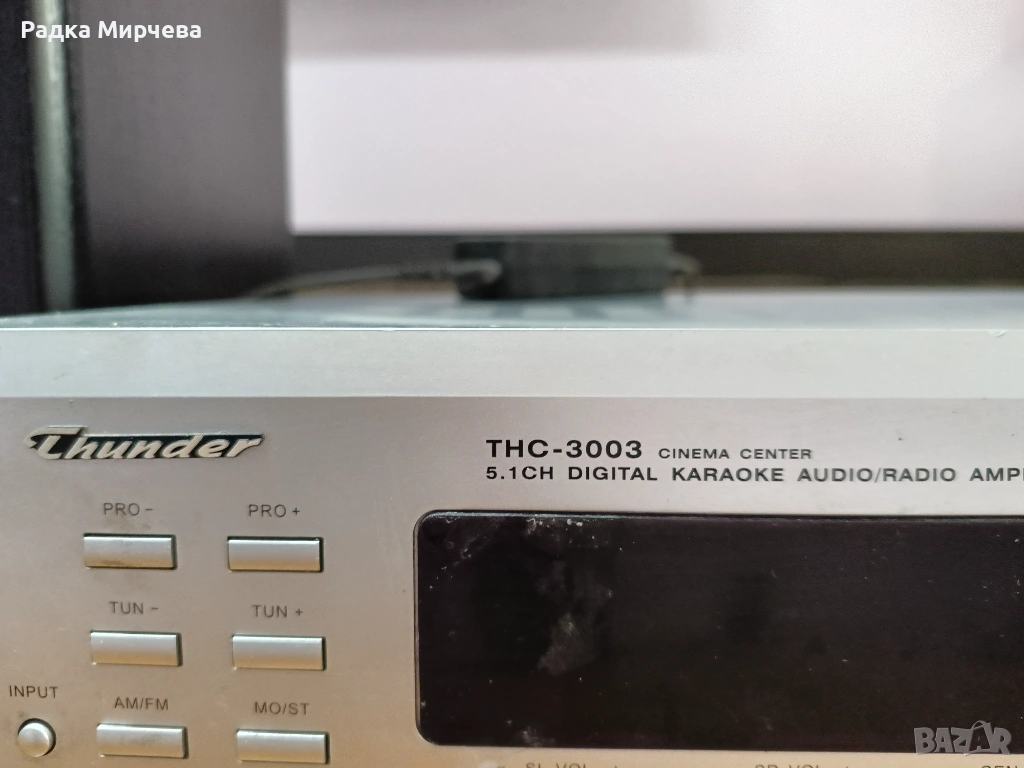 Радка Мирчева
Thunder
THC-3003 CINEMA CENTER
5.1CH DIGITAL KARAOKE AUDIO/RADIO
PRO - PRO +
TUN - TUN +
INPUT
AM/FM MO/ST
BAZAR